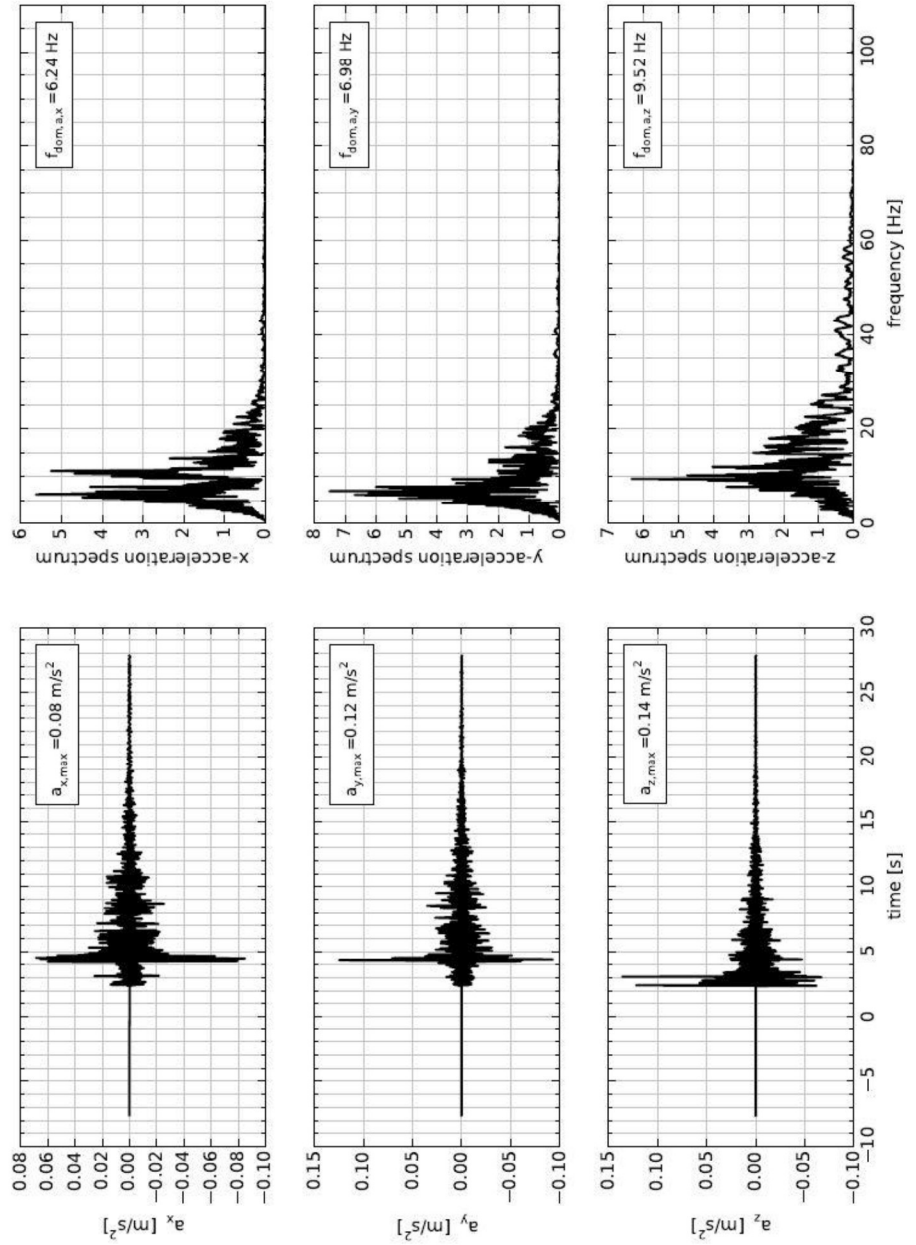 a_x [m/s²]
0.08
0.06
0.04
0.02
0.00
−0.02
−0.04
−0.06
−0.08
−0.10
a_x,max=0.08 m/s²
x-acceleration spectrum
6
5
4
3
2
1
0
f_dom,a,x=6.24 Hz
a_y [m/s²]
0.15
0.10
0.05
0.00
−0.05
−0.10
a_y,max=0.12 m/s²
y-acceleration spectrum
8
7
6
5
4
3
2
1
0
f_dom,a,y=6.98 Hz
a_z [m/s²]
0.15
0.10
0.05
0.00
−0.05
−0.10
a_z,max=0.14 m/s²
−10 −5 0 5 10 15 20 25 30
time [s]
z-acceleration spectrum
7
6
5
4
3
2
1
0
f_dom,a,z=9.52 Hz
0 20 40 60 80 100
frequency [Hz]